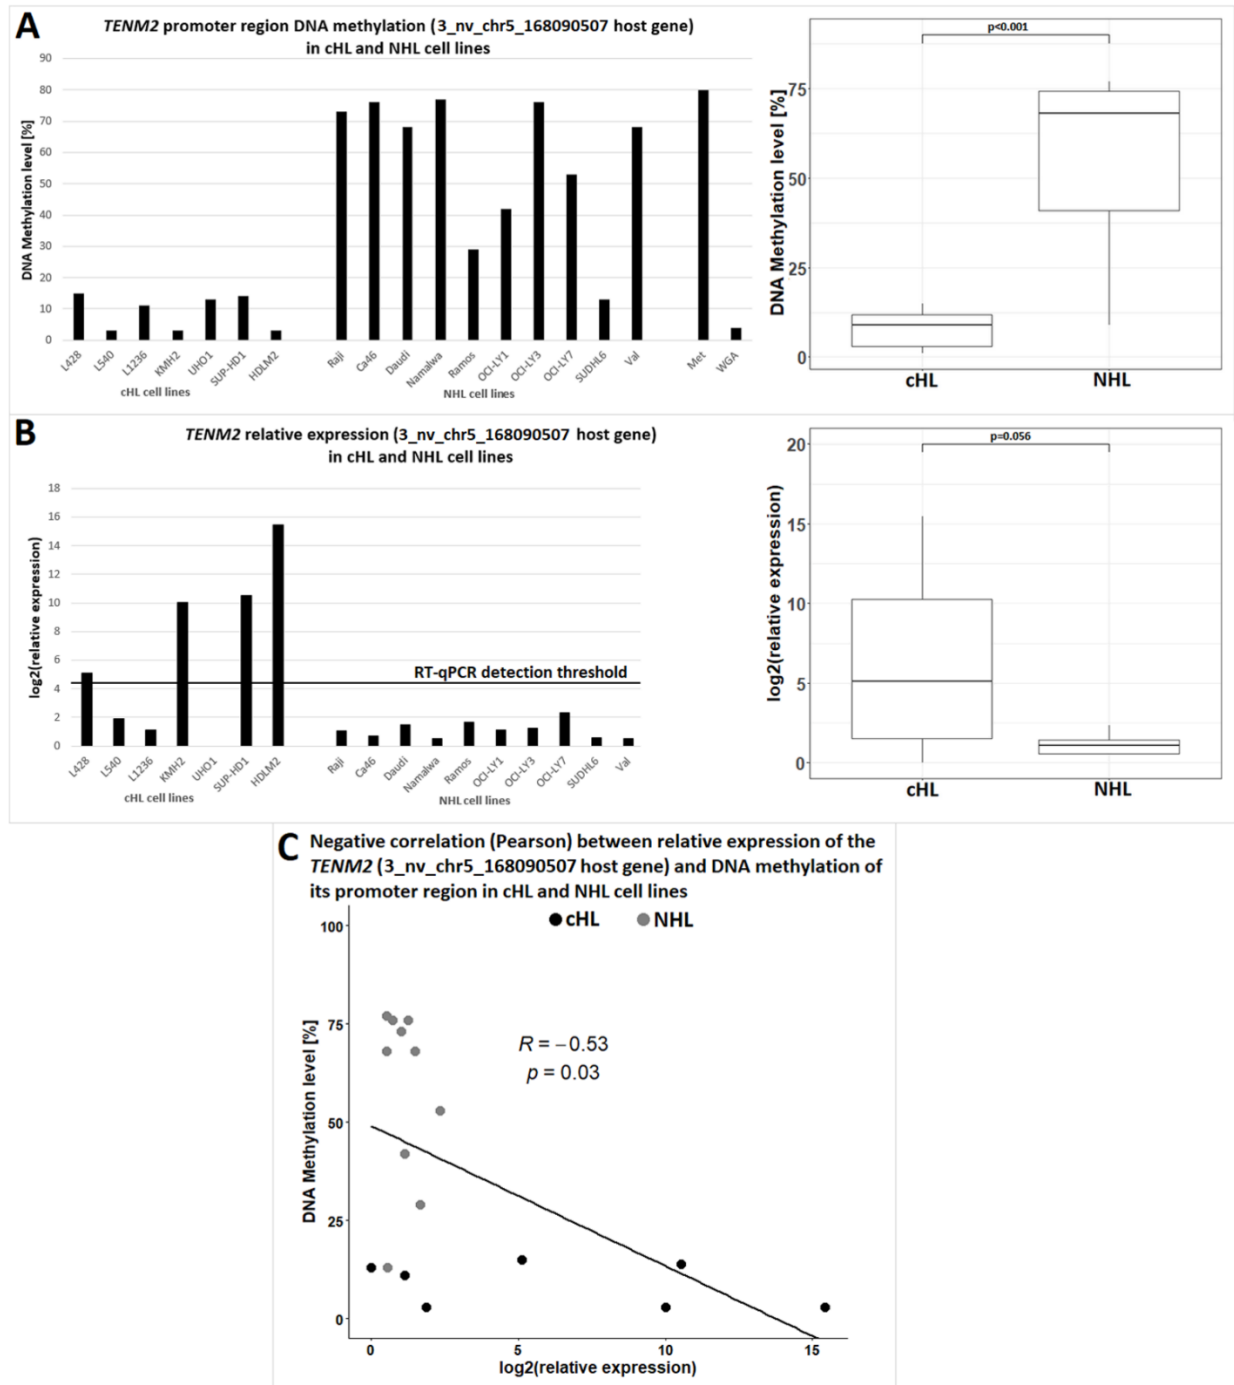 A
TENM2 promoter region DNA methylation (3_nv_chr5_168090507 host gene)
in cHL and NHL cell lines
DNA Methylation level [%]
90
80
70
60
50
40
30
20
10
0
L428
L540
L1236
KMH2
UHO1
SUP-HD1
HDLM2
Raji
Ca46
Daudi
Namalwa
Ramos
OCI-LY1
OCI-LY3
OCI-LY7
SUDHL6
Val
Met
WGA
cHL cell lines
NHL cell lines
p<0.001
DNA Methylation level [%]
75
50
25
0
cHL
NHL
B
TENM2 relative expression (3_nv_chr5_168090507 host gene)
in cHL and NHL cell lines
log2(relative expression)
18
16
14
12
10
8
6
4
2
0
RT-qPCR detection threshold
L428
L540
L1236
KMH2
UHO1
SUP-HD1
HDLM2
Raji
Ca46
Daudi
Namalwa
Ramos
OCI-LY1
OCI-LY3
OCI-LY7
SUDHL6
Val
cHL cell lines
NHL cell lines
p=0.056
log2(relative expression)
20
15
10
5
0
cHL
NHL
C
Negative correlation (Pearson) between relative expression of the
TENM2 (3_nv_chr5_168090507 host gene) and DNA methylation of
its promoter region in cHL and NHL cell lines
cHL
NHL
DNA Methylation level [%]
100
75
50
25
0
R = −0.53
p = 0.03
0
5
10
15
log2(relative expression)